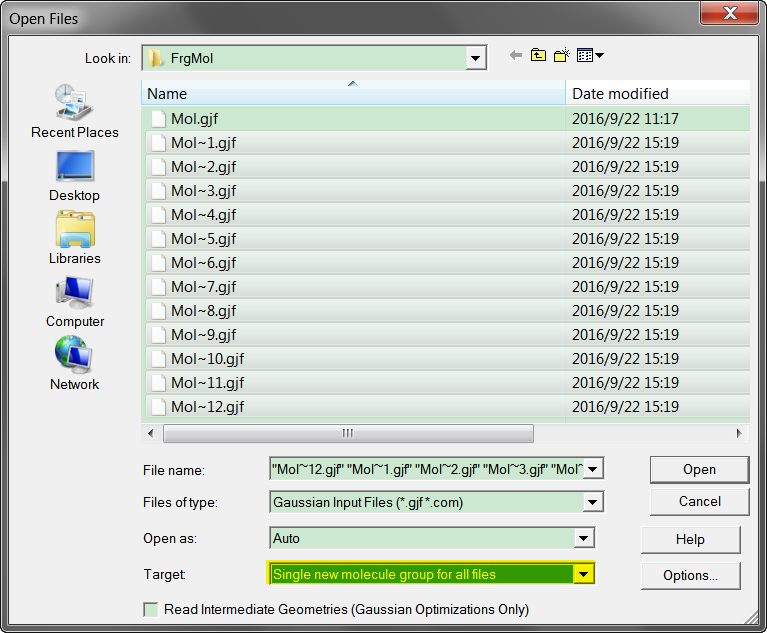 Open Files
Look in: FrgMol
Name Date modified
Recent Places
Desktop
Libraries
Computer
Network
Mol.gjf 2016/9/22 11:17
Mol~1.gjf 2016/9/22 15:19
Mol~2.gjf 2016/9/22 15:19
Mol~3.gjf 2016/9/22 15:19
Mol~4.gjf 2016/9/22 15:19
Mol~5.gjf 2016/9/22 15:19
Mol~6.gjf 2016/9/22 15:19
Mol~7.gjf 2016/9/22 15:19
Mol~8.gjf 2016/9/22 15:19
Mol~9.gjf 2016/9/22 15:19
Mol~10.gjf 2016/9/22 15:19
Mol~11.gjf 2016/9/22 15:19
Mol~12.gjf 2016/9/22 15:19
File name: "Mol~12.gjf" "Mol~1.gjf" "Mol~2.gjf" "Mol~3.gjf" "Mol~ Open
Files of type: Gaussian Input Files (*.gjf *.com) Cancel
Open as: Auto Help
Target: Single new molecule group for all files Options...
Read Intermediate Geometries (Gaussian Optimizations Only)